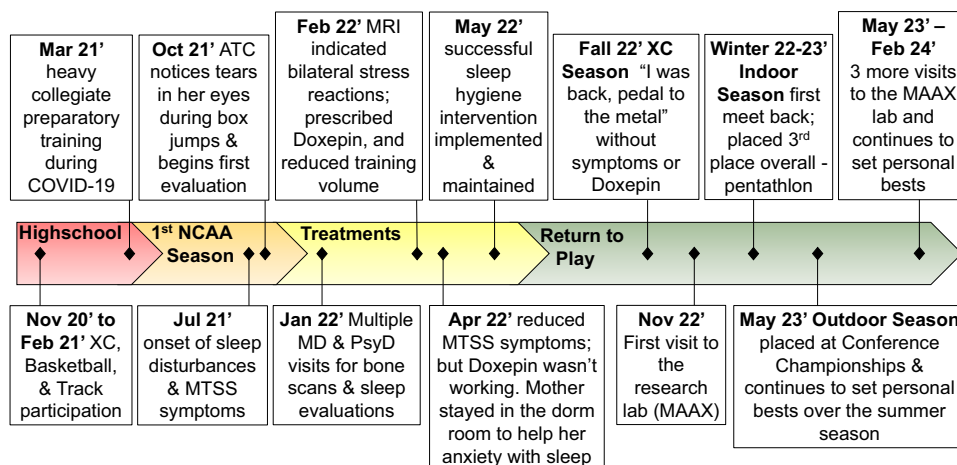 Mar 21'
heavy
collegiate
preparatory
training during
COVID-19
Oct 21' ATC
notices tears in
her eyes
during box
jumps &
begins first
evaluation
Feb 22' MRI
indicated
bilateral stress
reactions;
prescribed
Doxepin, and
reduced training
volume
May 22'
successful
sleep
hygiene
intervention
implemented
&
maintained
Fall 22' XC
Season "I was
back, pedal to
the metal"
without
symptoms or
Doxepin
Winter 22-23'
Indoor
Season first
meet back;
placed 3rd
place overall -
pentathlon
May 23' –
Feb 24'
3 more visits
to the MAAX
lab and
continues to
set personal
bests
Highschool
1st NCAA
Season
Treatments
Return to
Play
Nov 20' to
Feb 21' XC,
Basketball,
& Track
participation
Jul 21'
onset of sleep
disturbances
& MTSS
symptoms
Jan 22' Multiple
MD & PsyD
visits for bone
scans & sleep
evaluations
Apr 22' reduced
MTSS symptoms;
but Doxepin wasn't
working. Mother
stayed in the dorm
room to help her
anxiety with sleep
Nov 22'
First visit to
the research
lab (MAAX)
May 23' Outdoor Season
placed at Conference
Championships &
continues to set personal
bests over the summer
season